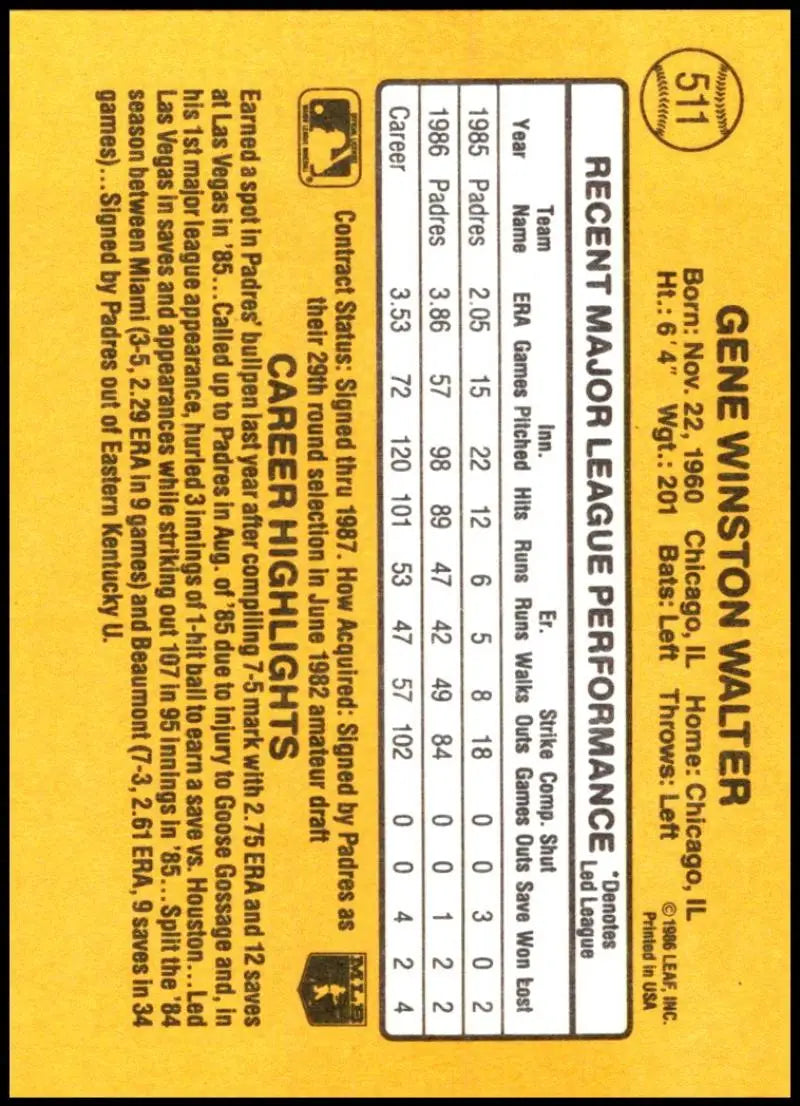 511
GENE WINSTON WALTER
Born: Nov. 22, 1960 Chicago, IL Home: Chicago, IL
Ht.: 6'4" Wgt.: 201 Bats: Left Throws: Left
©1986 LEAF, INC.
Printed in USA
RECENT MAJOR LEAGUE PERFORMANCE
*Denotes
Led League
Team Inn. Er. Strike Comp. Shut
Year Name ERA Games Pitched Hits Runs Runs Walks Outs Games Outs Save Won Lost
1985 Padres 2.05 15 22 12 6 5 8 18 0 0 3 0 2
1986 Padres 3.86 57 98 89 47 42 49 84 0 0 1 2 2
Career 3.53 72 120 101 53 47 57 102 0 0 4 2 4
Contract Status: Signed thru 1987. How Acquired: Signed by Padres as
their 29th round selection in June 1982 amateur draft
MLB
CAREER HIGHLIGHTS
Earned a spot in Padres' bullpen last year after compiling 7-5 mark with 2.75 ERA and 12 saves
at Las Vegas in '85...Called up to Padres in Aug. of '85 due to injury to Goose Gossage and, in
his 1st major league appearance, hurled 3 innings of 1-hit ball to earn a save vs. Houston...Led
Las Vegas in saves and appearances while striking out 107 in 95 innings in '85...Split the '84
season between Miami (3-5, 2.29 ERA in 9 games) and Beaumont (7-3, 2.61 ERA, 9 saves in 34
games)...Signed by Padres out of Eastern Kentucky U.